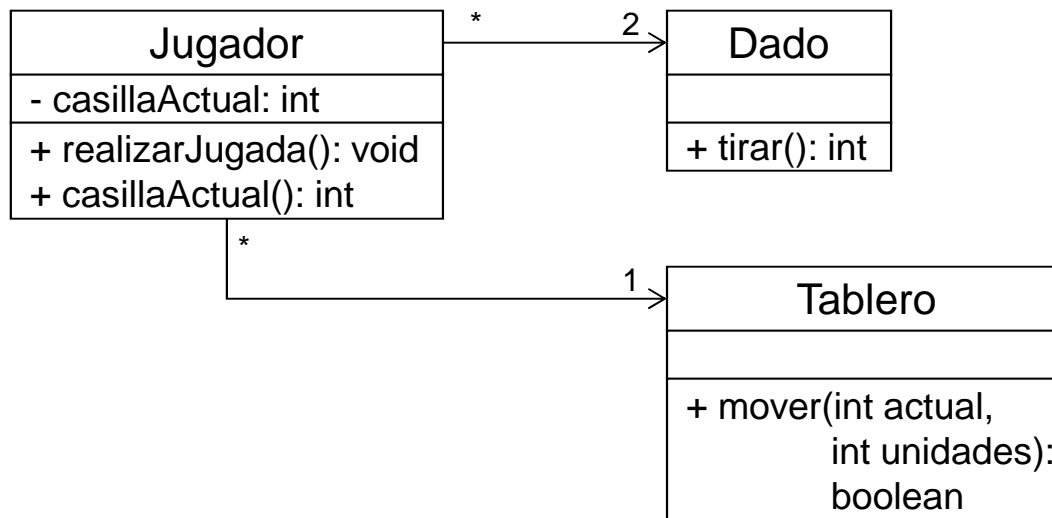 Jugador
- casillaActual: int
+ realizarJugada(): void
+ casillaActual(): int
*
2
Dado
+ tirar(): int
*
1
Tablero
+ mover(int actual,
int unidades):
boolean